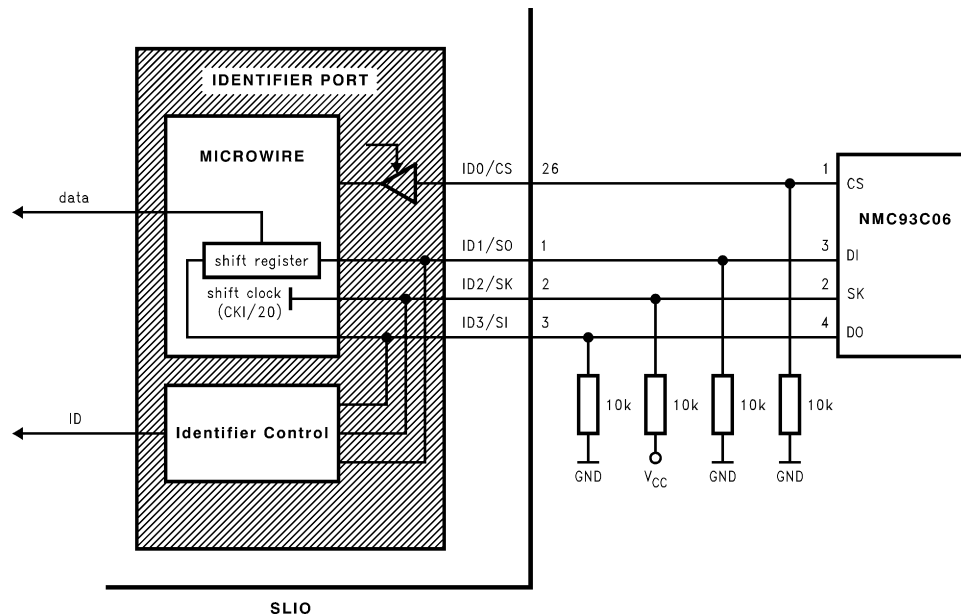 IDENTIFIER PORT
MICROWIRE
ID0/CS
26
1
CS
NMC93C06
data
ID1/SO
1
3
DI
shift register
ID2/SK
2
2
SK
shift clock
(CKI/20)
ID3/SI
3
4
DO
10k
10k
10k
10k
ID
Identifier Control
GND
VCC
GND
GND
SLIO